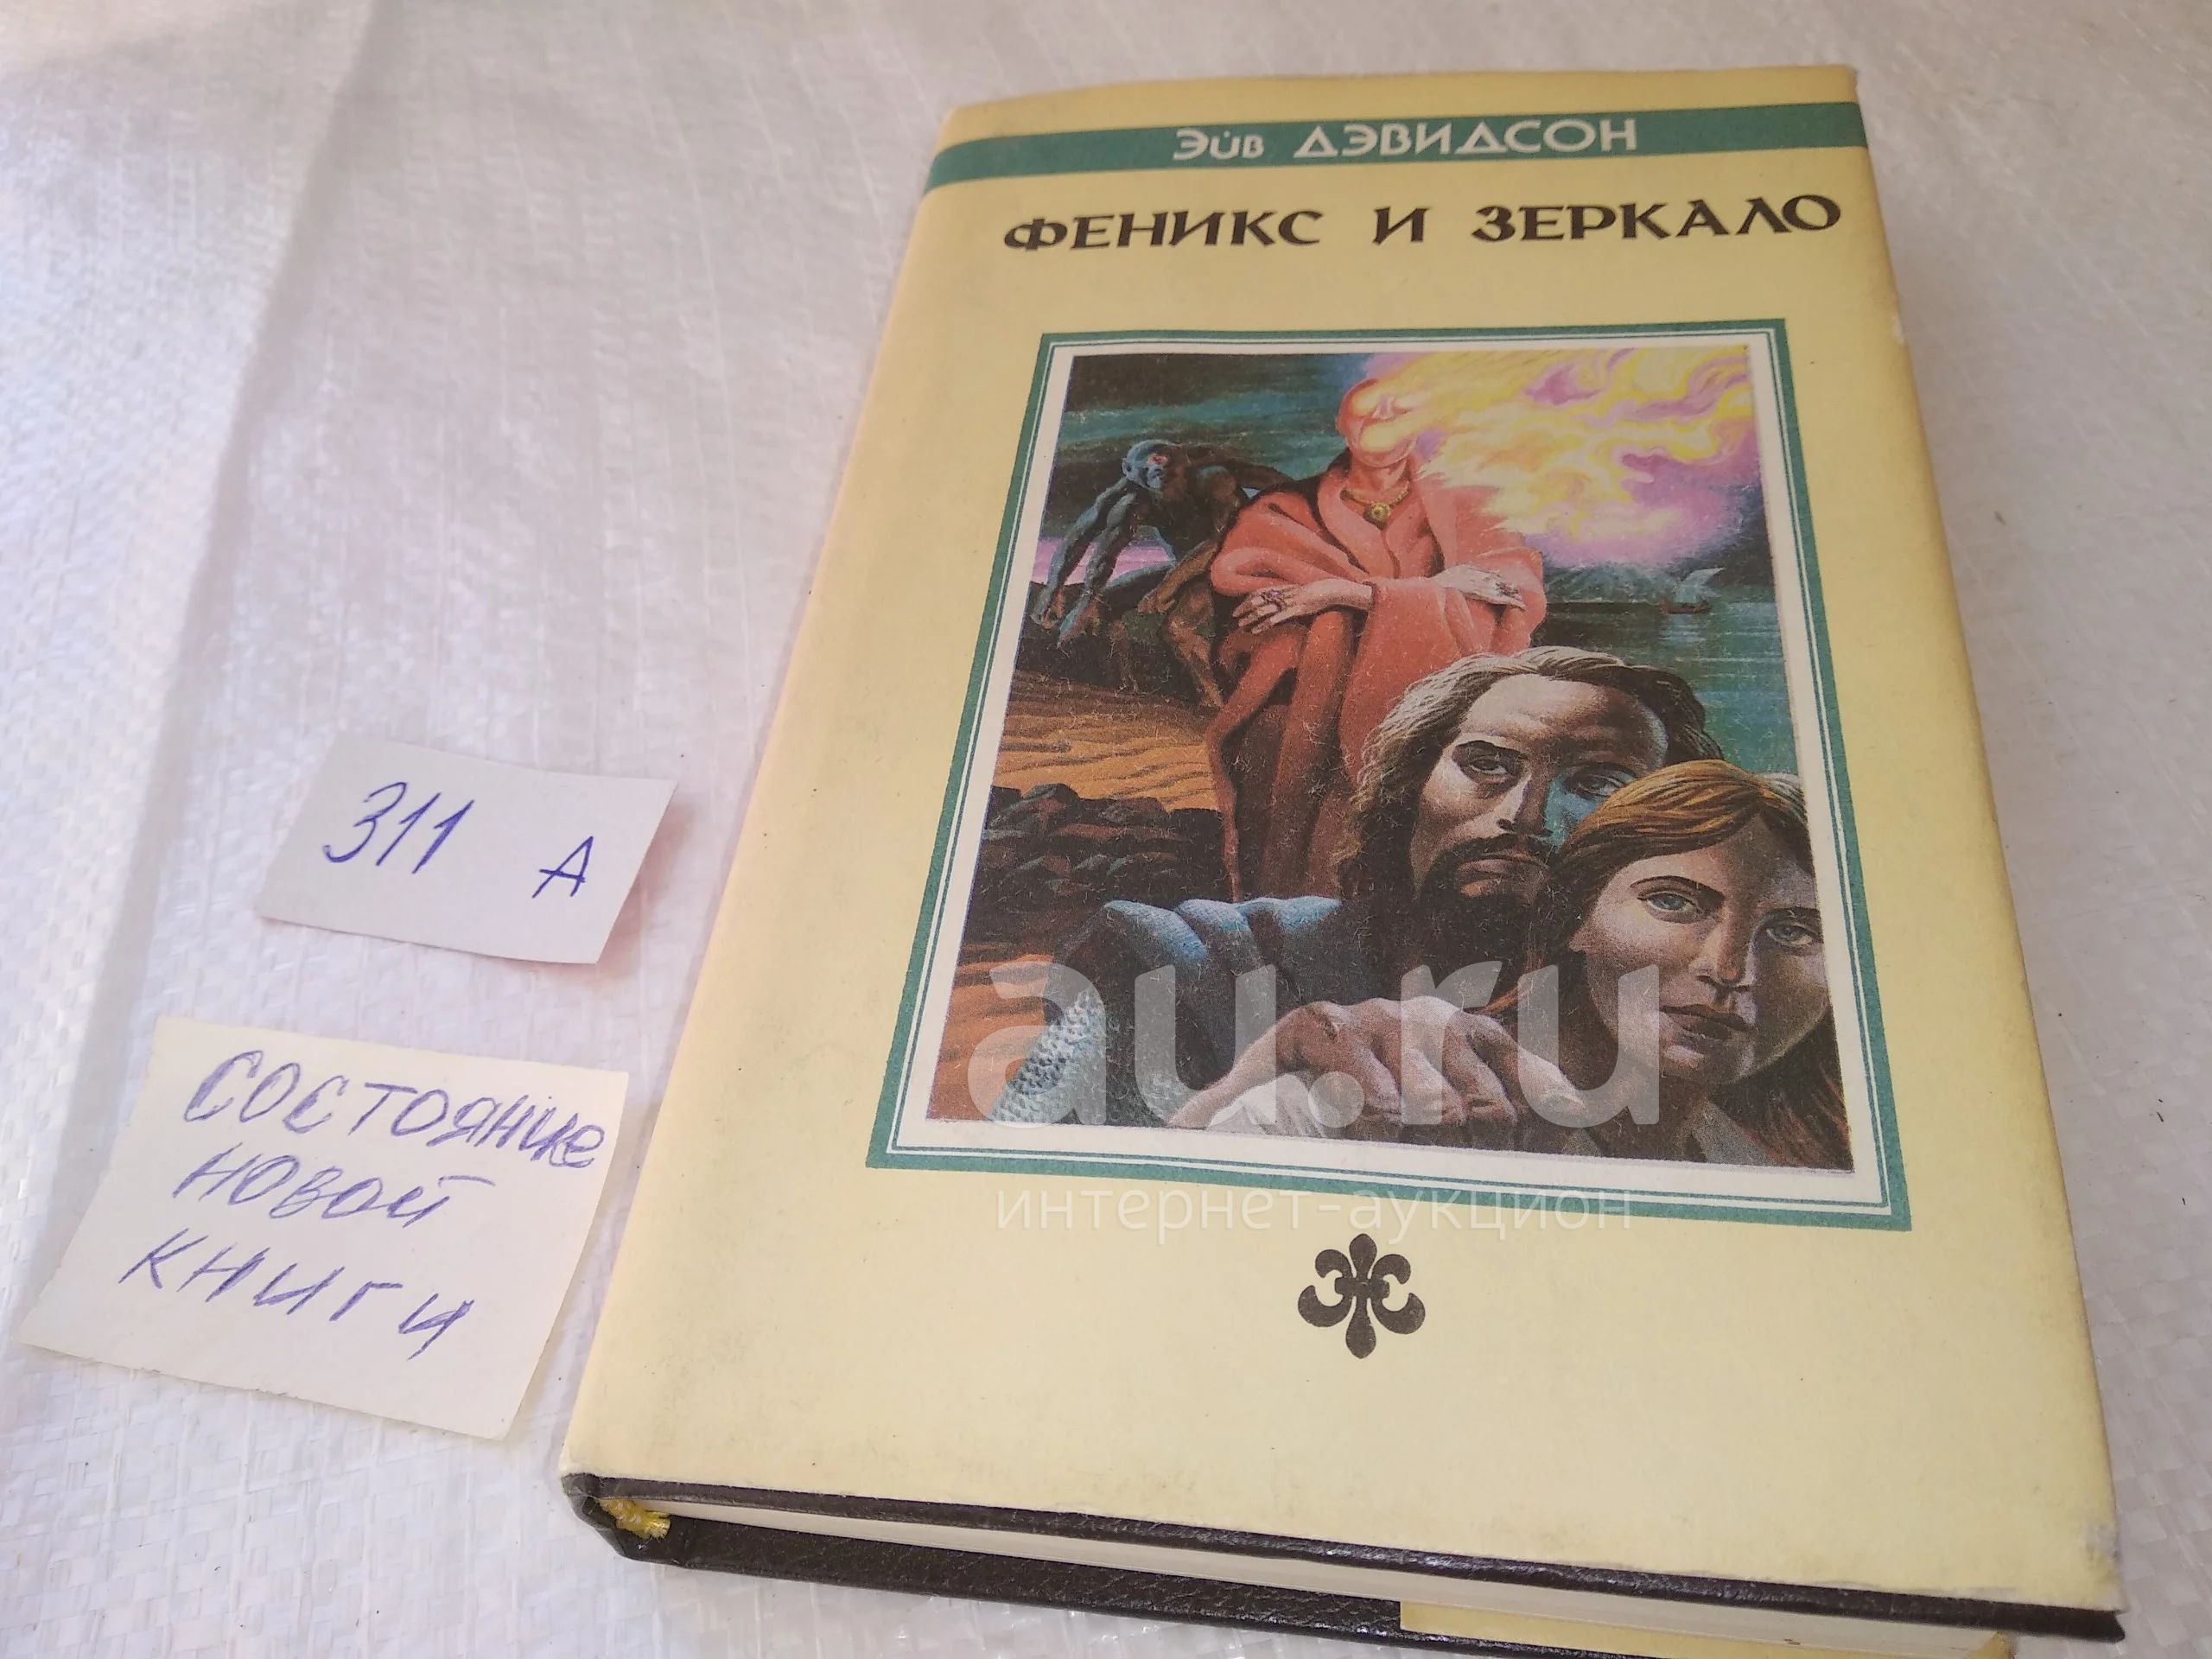 Эйв ДЭВИДСОН
ФЕНИКС И ЗЕРКАЛО
311 А
СОСТОЯНИЕ
НОВОЙ
КНИГИ
au.ru
интернет-аукцион